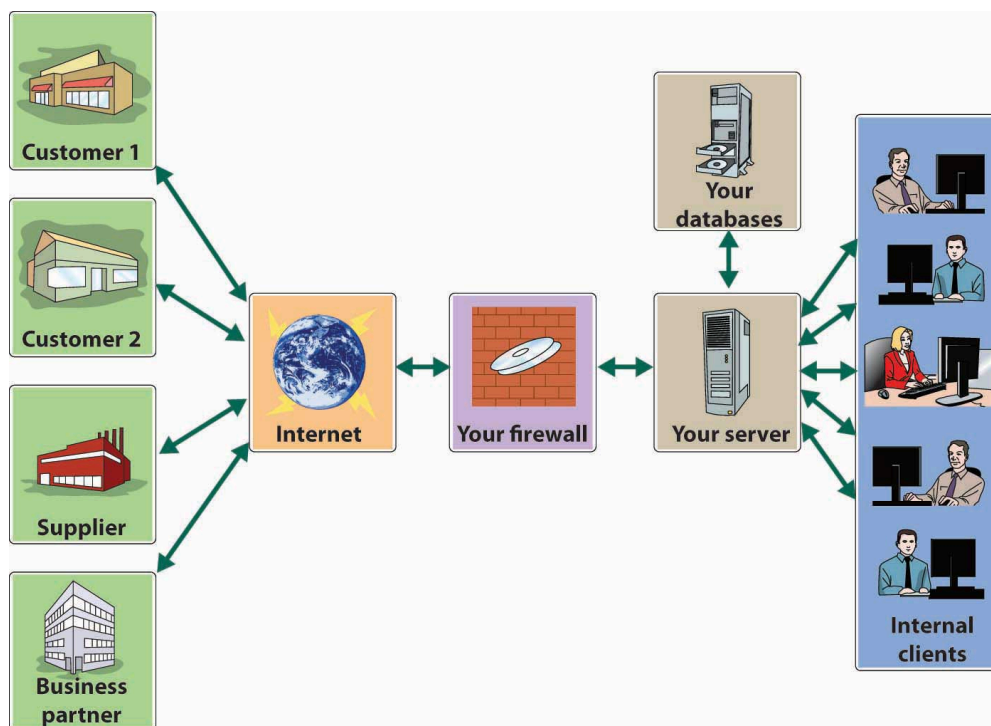 Customer 1
Customer 2
Supplier
Business
partner
Internet
Your firewall
Your
databases
Your server
Internal
clients